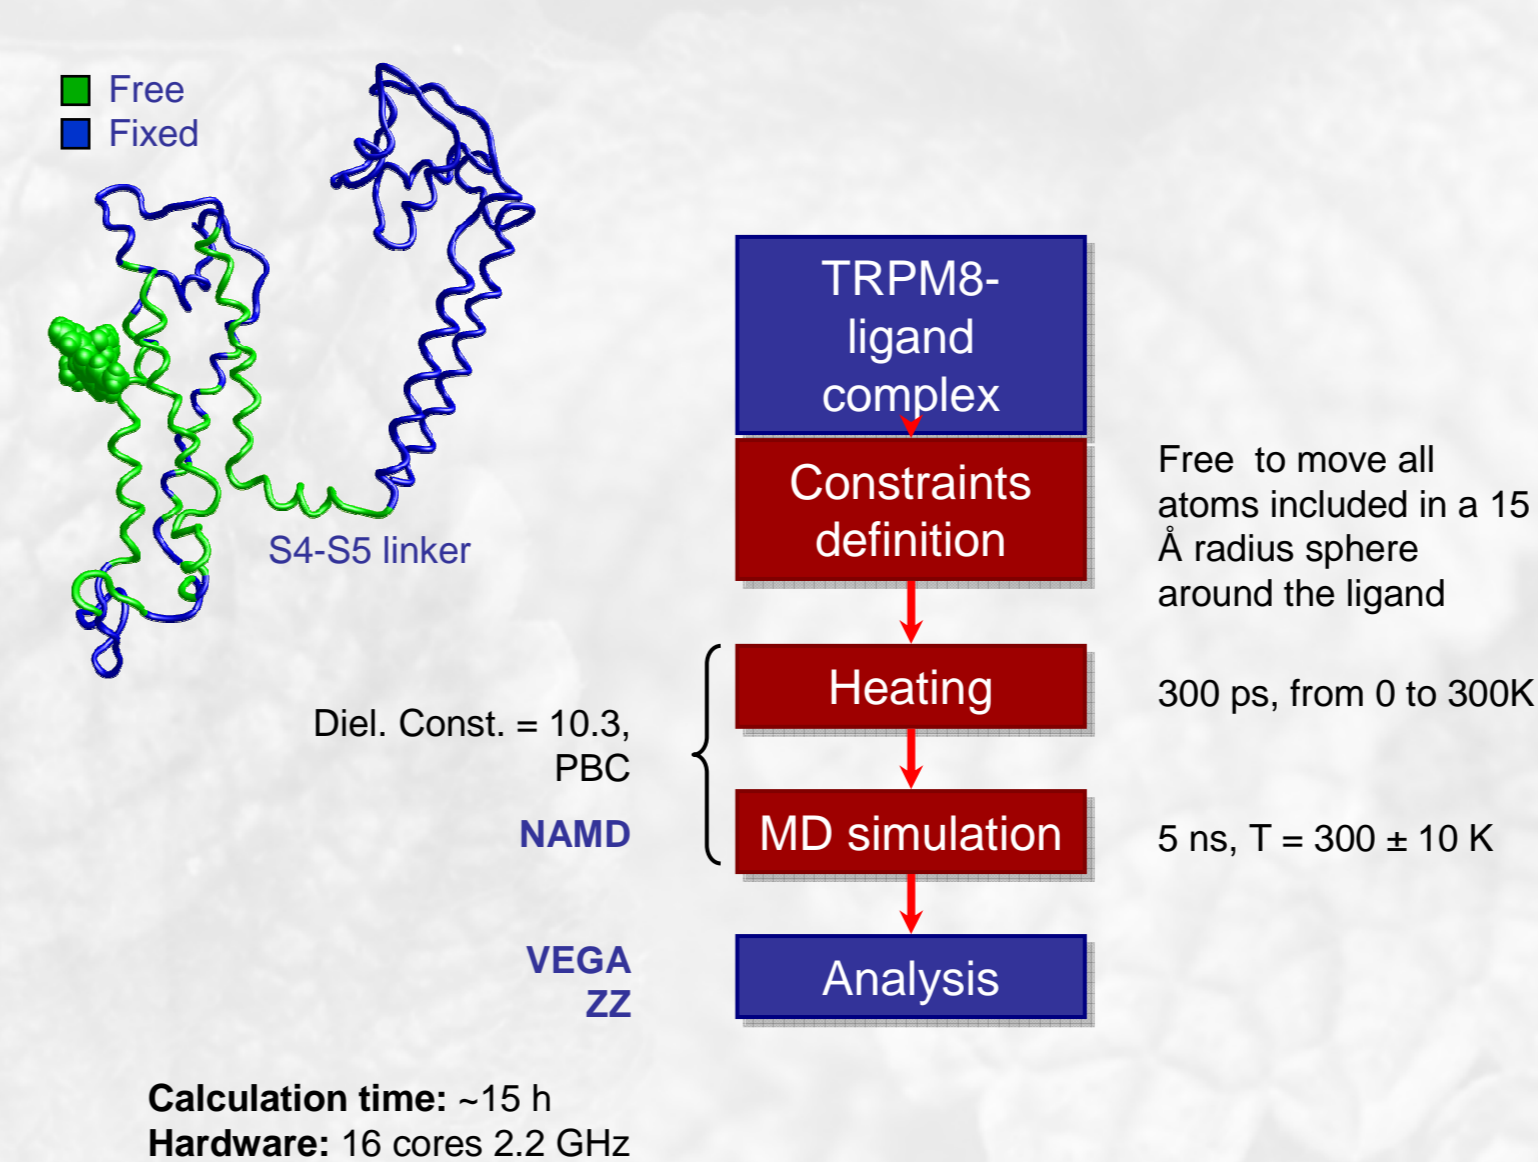 Free
Fixed
S4-S5 linker
TRPM8-
ligand
complex
Constraints
definition
Free to move all
atoms included in a 15
Å radius sphere
around the ligand
Heating
300 ps, from 0 to 300K
Diel. Const. = 10.3,
PBC
NAMD
MD simulation
5 ns, T = 300 ± 10 K
VEGA
ZZ
Analysis
Calculation time: ~15 h
Hardware: 16 cores 2.2 GHz